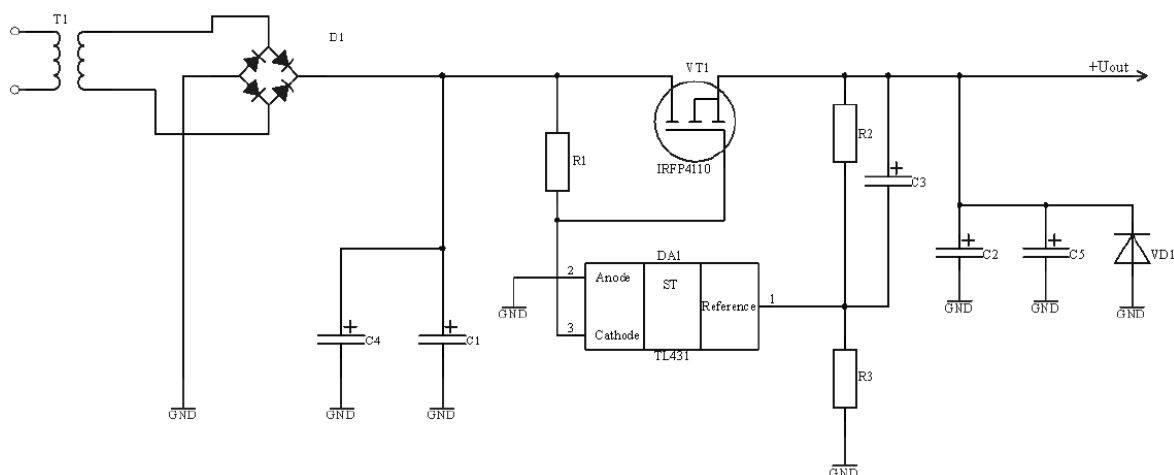 T1
D1
VT1
+Uout
R1
IRFP4110
R2
C3
DA1
2
Anode
ST
Reference
1
3
Cathode
TL431
GND
C4
C1
C2
C5
VD1
GND
GND
GND
R3
GND
GND
GND
GND